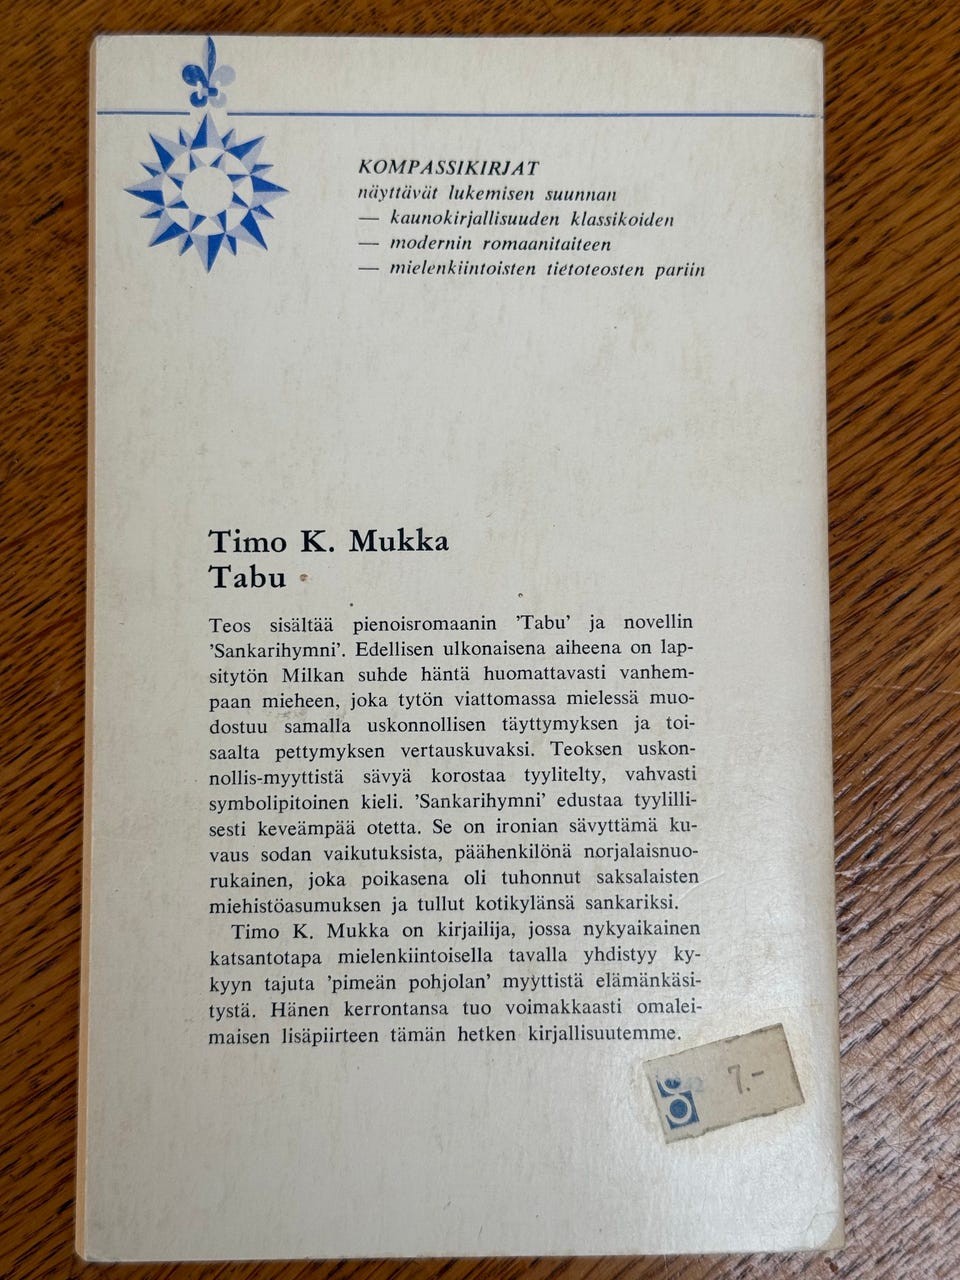 KOMPASSIKIRJAT
näyttävät lukemisen suunnan
— kaunokirjallisuuden klassikoiden
— modernin romaanitaiteen
— mielenkiintoisten tietoteosten pariin
Timo K. Mukka
Tabu
Teos sisältää pienoisromaanin 'Tabu' ja novellin
'Sankarihymni'. Edellisen ulkonaisena aiheena on lap-
sitytön Milkan suhde häntä huomattavasti vanhem-
paan mieheen, joka tytön viattomassa mielessä muo-
dostuu samalla uskonnollisen täyttymyksen ja toi-
saalta pettymyksen vertauskuvaksi. Teoksen uskon-
nollis-myyttistä sävyä korostaa tyylitelty, vahvasti
symbolipitoinen kieli. 'Sankarihymni' edustaa tyylilli-
sesti keveämpää otetta. Se on ironian sävyttämä ku-
vaus sodan vaikutuksista, päähenkilönä norjalaisnuo-
rukainen, joka poikasena oli tuhonnut saksalaisten
miehistöasumuksen ja tullut kotikylänsä sankariksi.
Timo K. Mukka on kirjailija, jossa nykyaikainen
katsantotapa mielenkiintoisella tavalla yhdistyy ky-
kyyn tajuta 'pimeän pohjolan' myyttistä elämänkäsi-
tystä. Hänen kerrontansa tuo voimakkaasti omalei-
maisen lisäpiirteen tämän hetken kirjallisuutemme.
7.-